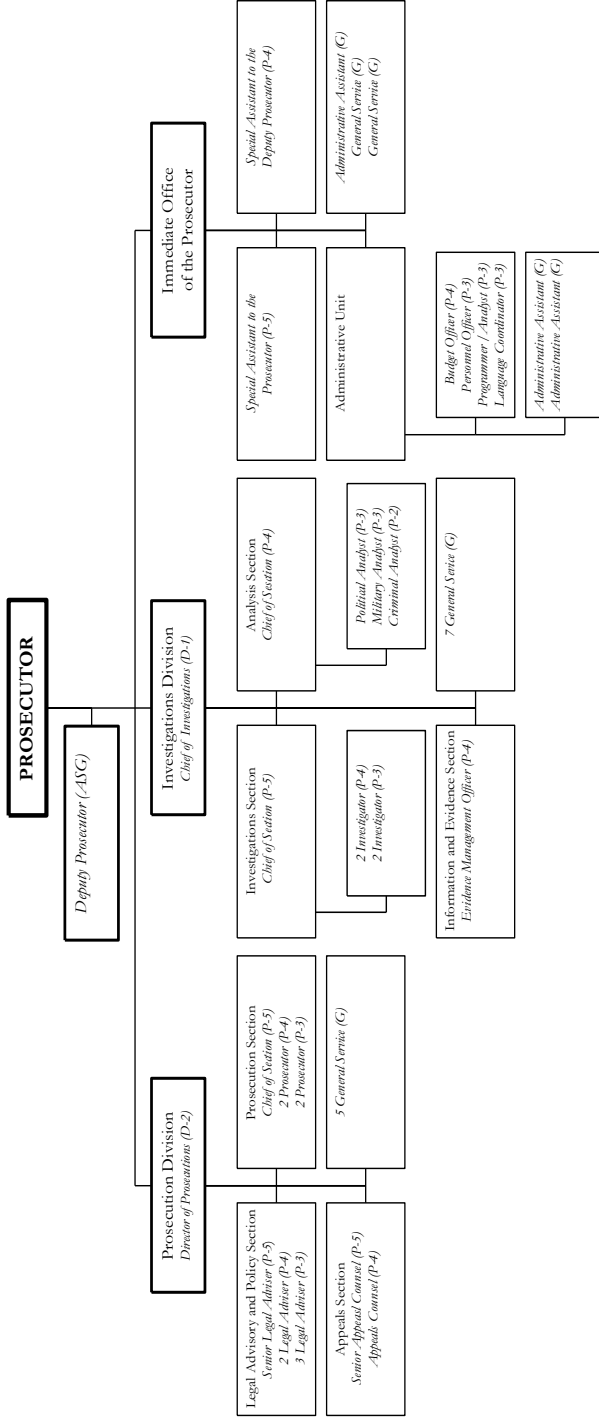 PROSECUTOR
Deputy Prosecutor (ASG)
Prosecution Division
Director of Prosecutions (D-2)
Legal Advisory and Policy Section
Senior Legal Adviser (P-5)
2 Legal Adviser (P-4)
3 Legal Adviser (P-3)
Prosecution Section
Chief of Section (P-5)
2 Prosecutor (P-4)
2 Prosecutor (P-3)
Appeals Section
Senior Appeasl Counsel (P-5)
Appeals Counsel (P-4)
5 General Service (G)
Investigations Division
Chief of Investigations (D-1)
Investigations Section
Chief of Section (P-5)
2 Investigator (P-4)
2 Investigator (P-3)
Analysis Section
Chief of Section (P-4)
Political Analyst (P-3)
Military Analyst (P-3)
Criminal Analyst (P-2)
Information and Evidence Section
Evidence Management Officer (P-4)
7 General Sevice (G)
Immediate Office
of the Prosecutor
Special Assistant to the
Prosecutor (P-5)
Special Assistant to the
Deputy Prosecutor (P-4)
Administrative Unit
Administrative Assistant (G)
General Service (G)
General Service (G)
Budget Officer (P-4)
Personnel Officer (P-3)
Programmer / Analyst (P-3)
Language Coordinator (P-3)
Administrative Assistant (G)
Administrative Assistant (G)